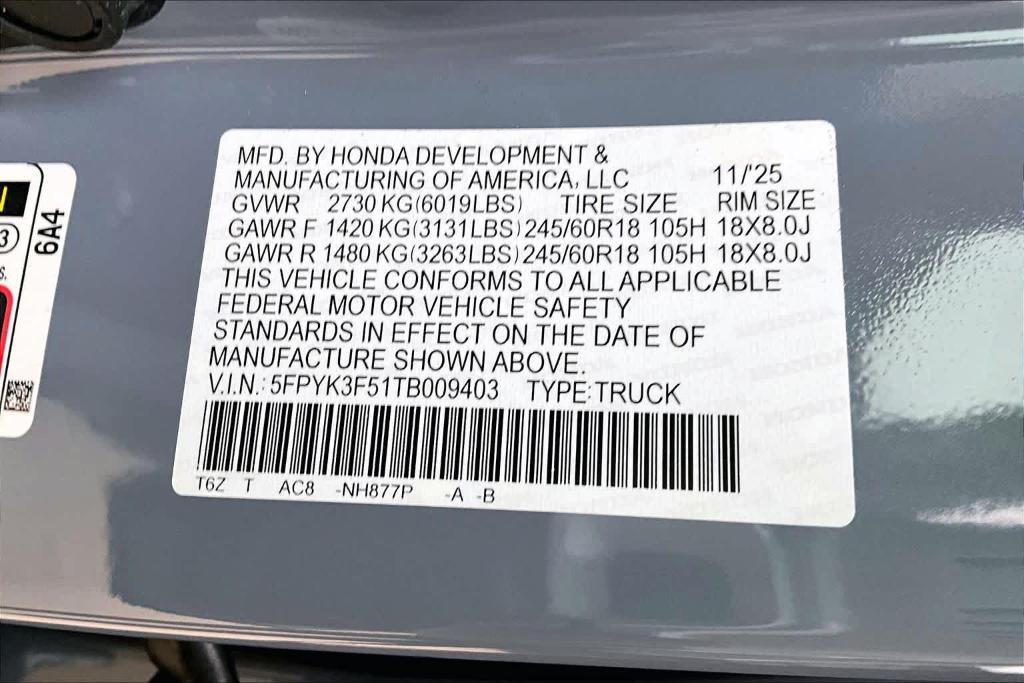 MFD. BY HONDA DEVELOPMENT &
MANUFACTURING OF AMERICA, LLC 11/'25
GVWR 2730 KG(6019LBS) TIRE SIZE RIM SIZE
GAWR F 1420 KG(3131LBS) 245/60R18 105H 18X8.0J
GAWR R 1480 KG(3263LBS) 245/60R18 105H 18X8.0J
THIS VEHICLE CONFORMS TO ALL APPLICABLE
FEDERAL MOTOR VEHICLE SAFETY
STANDARDS IN EFFECT ON THE DATE OF
MANUFACTURE SHOWN ABOVE.
V.I.N.: 5FPYK3F51TB009403 TYPE: TRUCK
T6Z T AC8 -NH877P -A -B
6A4